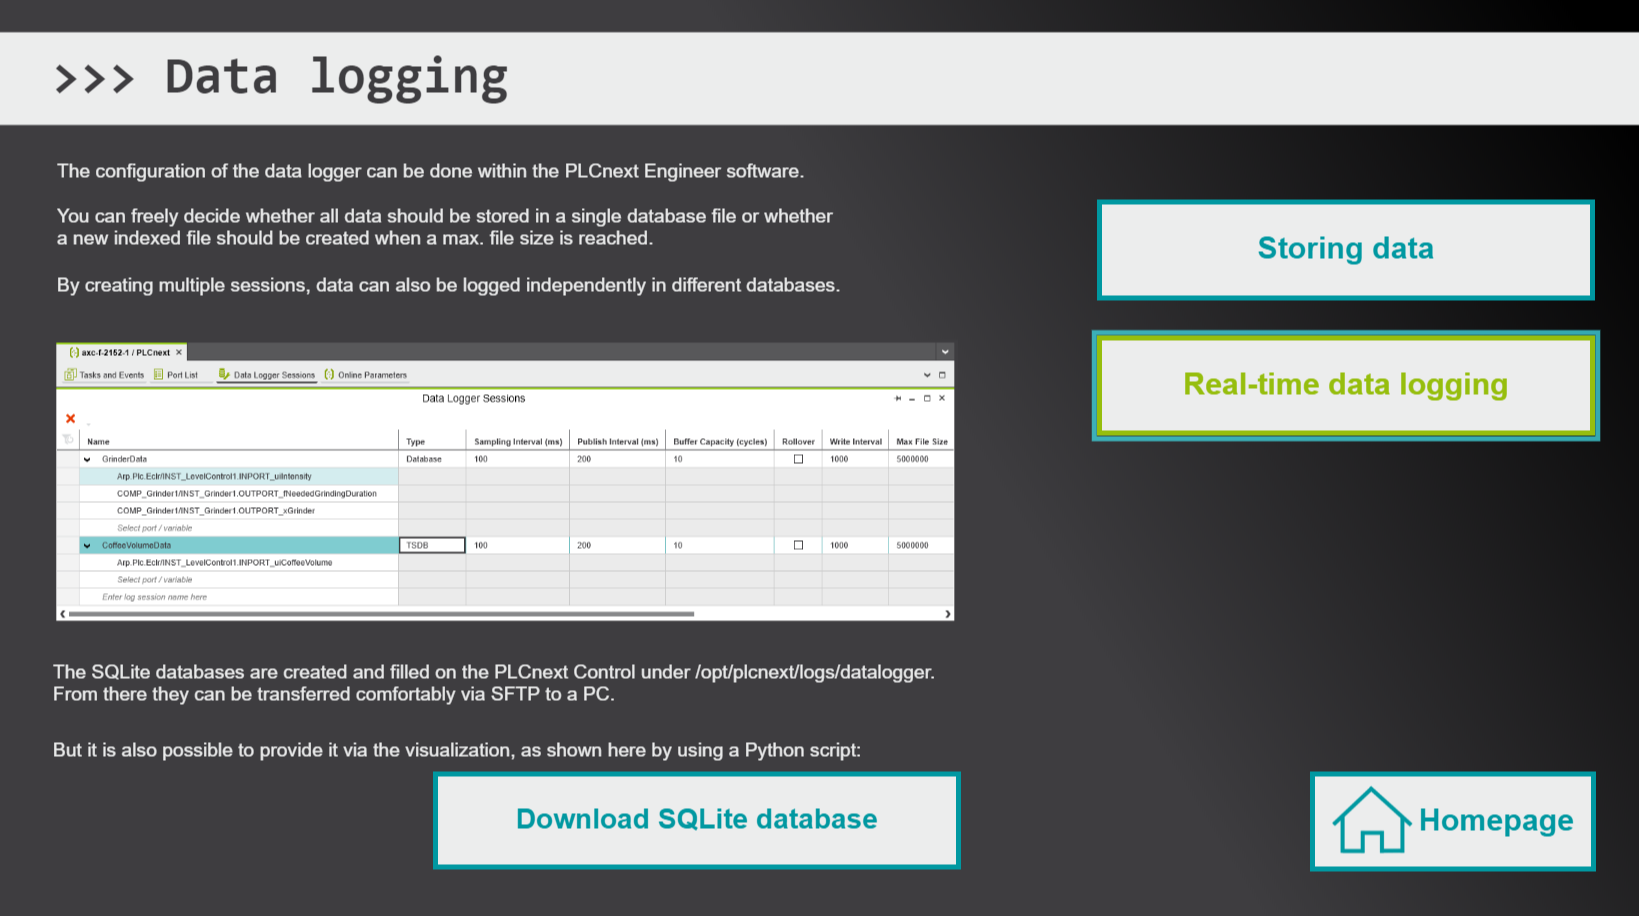 >>> Data logging
The configuration of the data logger can be done within the PLCnext Engineer software.
You can freely decide whether all data should be stored in a single database file or whether
a new indexed file should be created when a max. file size is reached.
By creating multiple sessions, data can also be logged independently in different databases.
Storing data
Real-time data logging
axc-f-2152-1 / PLCnext
Tasks and Events Port List Data Logger Sessions Online Parameters
Data Logger Sessions
Name Type Sampling Interval (ms) Publish Interval (ms) Buffer Capacity (cycles) Rollover Write Interval Max File Size
GrinderData Database 100 200 10 1000 5000000
Arp.Plc.Eclr/INST_LevelControl1.INPORT_uiIntensity
COMP_Grinder1/INST_Grinder1.OUTPORT_fNeededGrindingDuration
COMP_Grinder1/INST_Grinder1.OUTPORT_xGrinder
Select port / variable
CoffeeVolumeData TSDB 100 200 10 1000 5000000
Arp.Plc.Eclr/INST_LevelControl1.INPORT_uiCoffeeVolume
Select port / variable
Enter log session name here
The SQLite databases are created and filled on the PLCnext Control under /opt/plcnext/logs/datalogger.
From there they can be transferred comfortably via SFTP to a PC.
But it is also possible to provide it via the visualization, as shown here by using a Python script:
Download SQLite database
Homepage